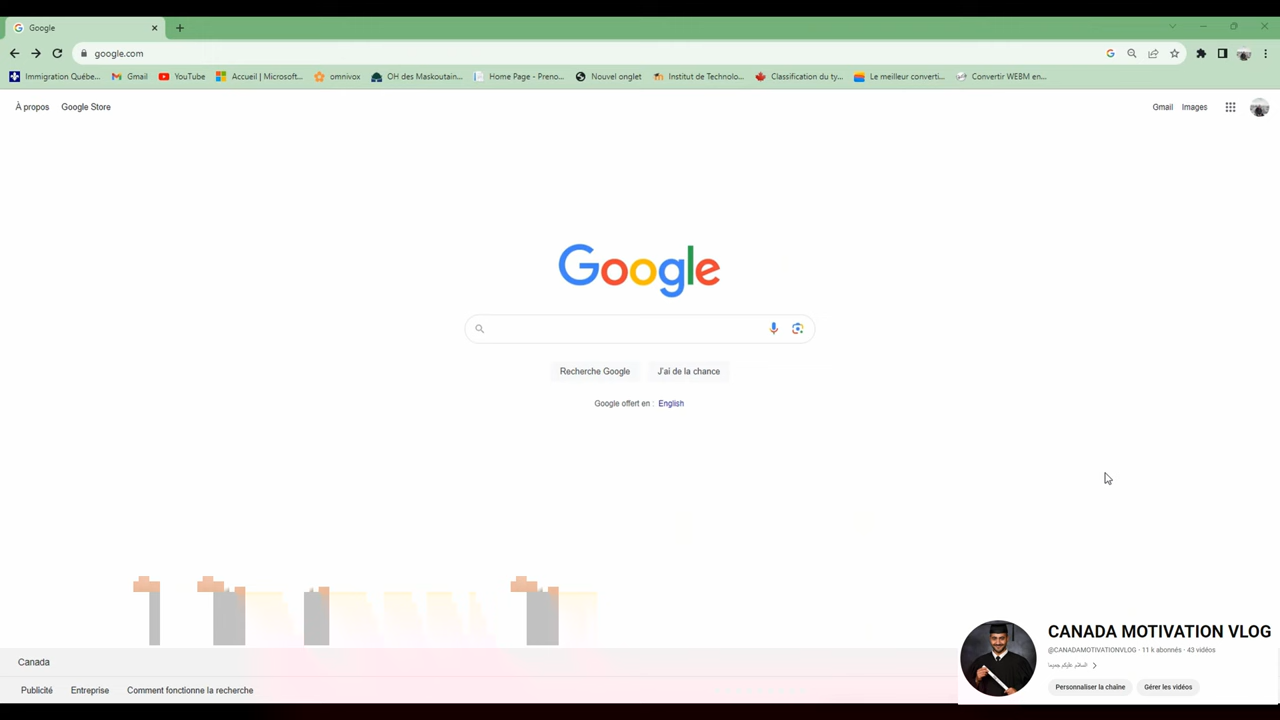 Google
google.com
Immigration Québe...
Gmail
YouTube
Accueil | Microsoft...
omnivox
OH des Maskoutain...
Home Page - Preno...
Nouvel onglet
Institut de Technolo...
Classification du ty...
Le meilleur converti...
Convertir WEBM en...
À propos
Google Store
Gmail
Images
Google
Recherche Google
J'ai de la chance
Google offert en : English
CANADA MOTIVATION VLOG
@CANADAMOTIVATIONVLOG · 11 k abonnés · 43 vidéos
السلام عليكم جميعا
Personnaliser la chaîne
Gérer les vidéos
Canada
Publicité
Entreprise
Comment fonctionne la recherche